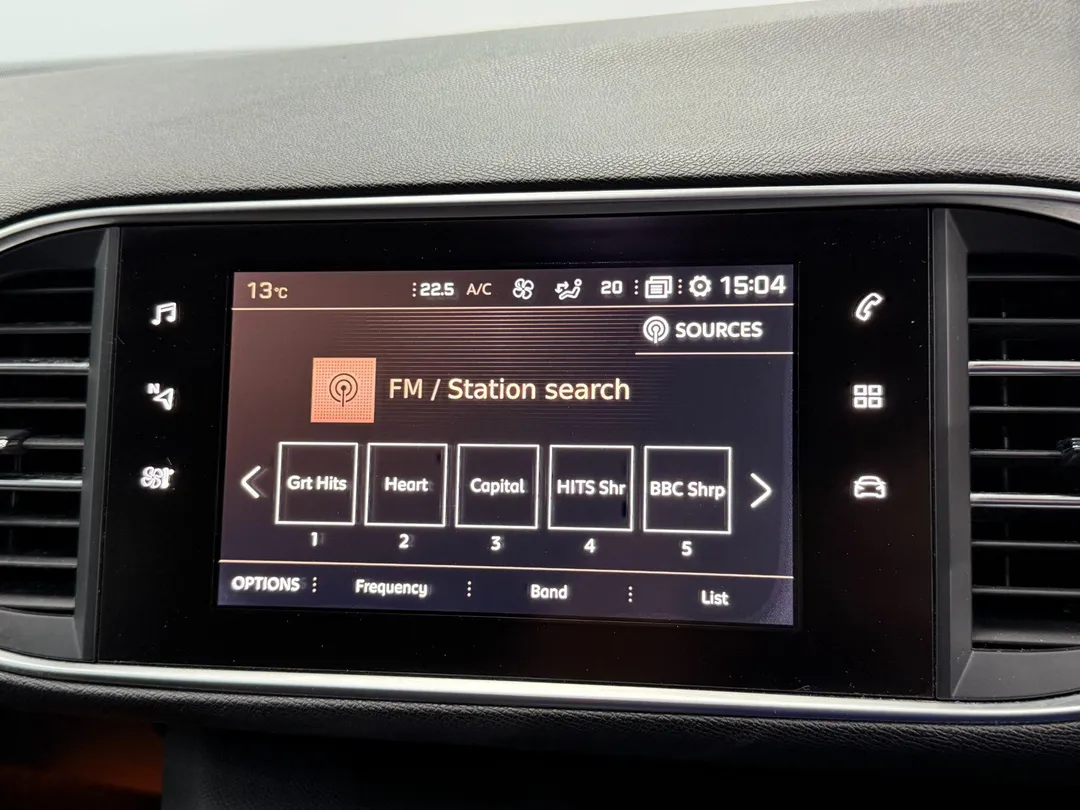 13°C 22.5 A/C 20 15:04
SOURCES
FM / Station search
Grt Hits Heart Capital HITS Shr BBC Shrp
1 2 3 4 5
OPTIONS Frequency Band List
N